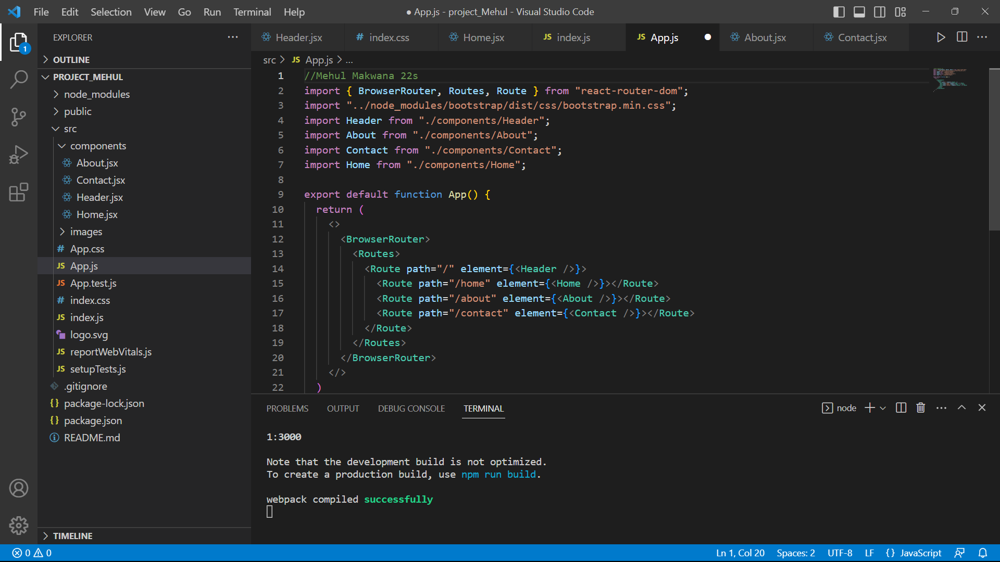 File Edit Selection View Go Run Terminal Help
● App.js - project_Mehul - Visual Studio Code
EXPLORER
1
OUTLINE
PROJECT_MEHUL
node_modules
public
src
components
About.jsx
Contact.jsx
Header.jsx
Home.jsx
images
# App.css
JS App.js
JS App.test.js
# index.css
JS index.js
logo.svg
JS reportWebVitals.js
JS setupTests.js
.gitignore
{} package-lock.json
{} package.json
README.md
TIMELINE
Header.jsx # index.css Home.jsx JS index.js JS App.js About.jsx Contact.jsx
src > JS App.js > ...
1 //Mehul Makwana 22s
2 import { BrowserRouter, Routes, Route } from "react-router-dom";
3 import "../node_modules/bootstrap/dist/css/bootstrap.min.css";
4 import Header from "./components/Header";
5 import About from "./components/About";
6 import Contact from "./components/Contact";
7 import Home from "./components/Home";
8
9 export default function App() {
10 return (
11 <>
12 <BrowserRouter>
13 <Routes>
14 <Route path="/" element={<Header />}>
15 <Route path="/home" element={<Home />}></Route>
16 <Route path="/about" element={<About />}></Route>
17 <Route path="/contact" element={<Contact />}></Route>
18 </Route>
19 </Routes>
20 </BrowserRouter>
21 </>
22 )
PROBLEMS OUTPUT DEBUG CONSOLE TERMINAL
node
1:3000
Note that the development build is not optimized.
To create a production build, use npm run build.
webpack compiled successfully
0 0
Ln 1, Col 20 Spaces: 2 UTF-8 LF {} JavaScript